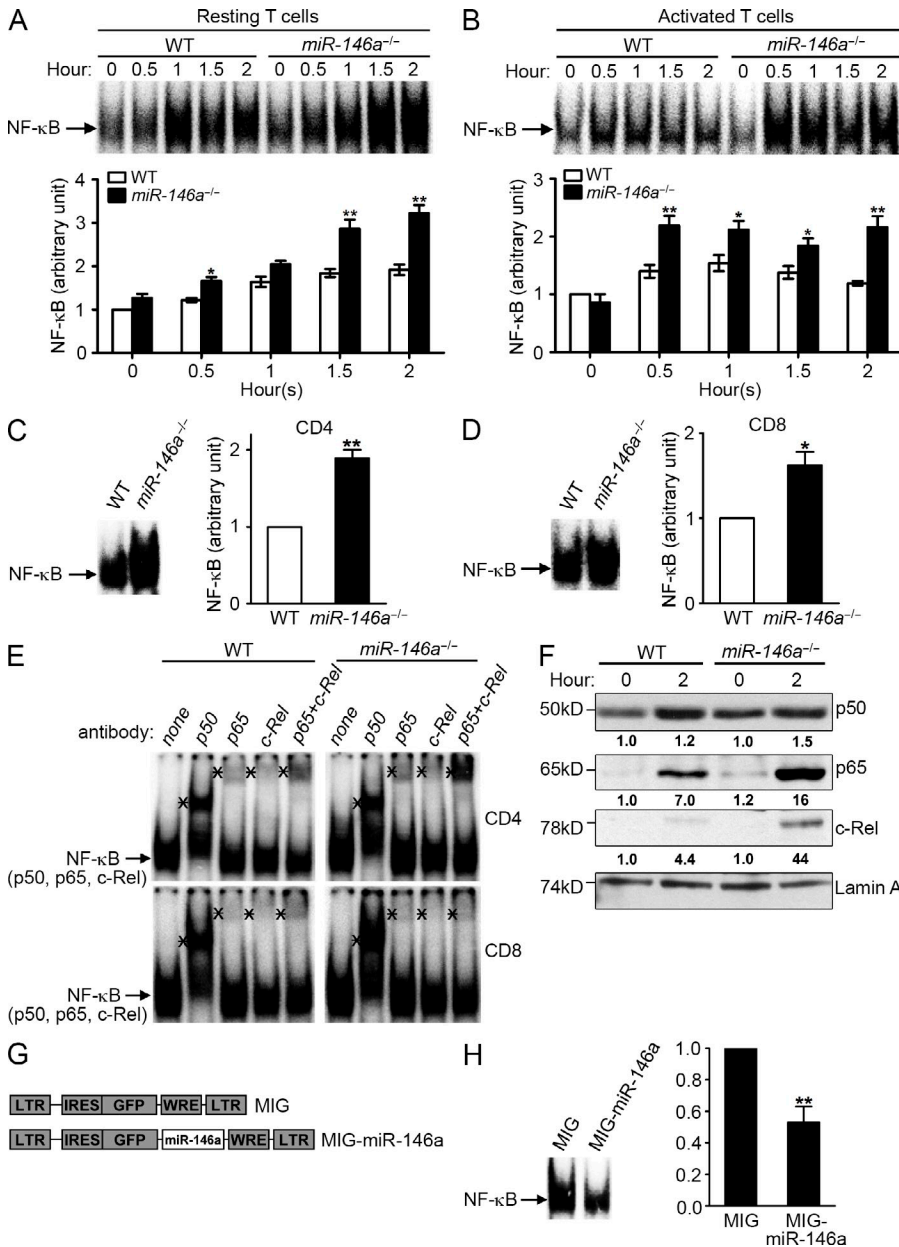 A
Resting T cells
WT miR-146a–/–
Hour: 0 0.5 1 1.5 2 0 0.5 1 1.5 2
NF-κB
NF-κB (arbitrary unit)
4
3
2
1
0
WT
miR-146a–/–
* ** **
0 0.5 1 1.5 2
Hour(s)
B
Activated T cells
WT miR-146a–/–
Hour: 0 0.5 1 1.5 2 0 0.5 1 1.5 2
NF-κB
NF-κB (arbitrary unit)
3
2
1
0
WT
miR-146a–/–
** * * **
0 0.5 1 1.5 2
Hour(s)
C
WT miR-146a–/–
NF-κB
CD4
NF-κB (arbitrary unit)
2
1
0
**
WT miR-146a–/–
D
WT miR-146a–/–
NF-κB
CD8
NF-κB (arbitrary unit)
2
1
0
*
WT miR-146a–/–
E
WT miR-146a–/–
antibody: none p50 p65 c-Rel p65+c-Rel none p50 p65 c-Rel p65+c-Rel
CD4
NF-κB
(p50, p65, c-Rel)
CD8
NF-κB
(p50, p65, c-Rel)
F
WT miR-146a–/–
Hour: 0 2 0 2
50kD p50
1.0 1.2 1.0 1.5
65kD p65
1.0 7.0 1.2 16
78kD c-Rel
1.0 4.4 1.0 44
74kD Lamin A
G
LTR IRES GFP WRE LTR MIG
LTR IRES GFP miR-146a WRE LTR MIG-miR-146a
H
MIG MIG-miR-146a
NF-κB
1.0
0.8
0.6
0.4
0.2
0.0
**
MIG MIG-
miR-146a